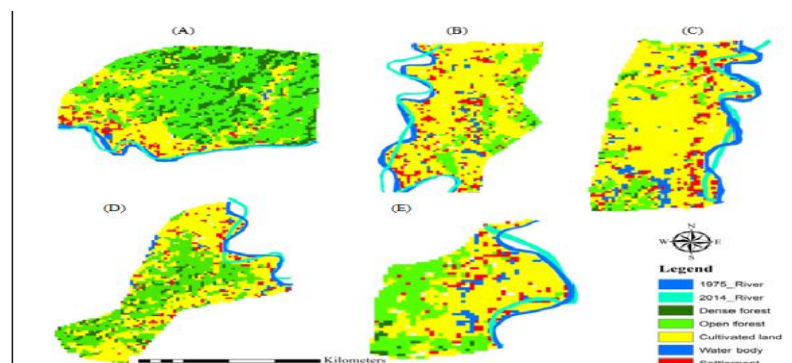 (A)
(B)
(C)
(D)
(E)
N
W E
S
Legend
1975_River
2014_River
Dense forest
Open forest
Cultivated land
Water body
Kilometers